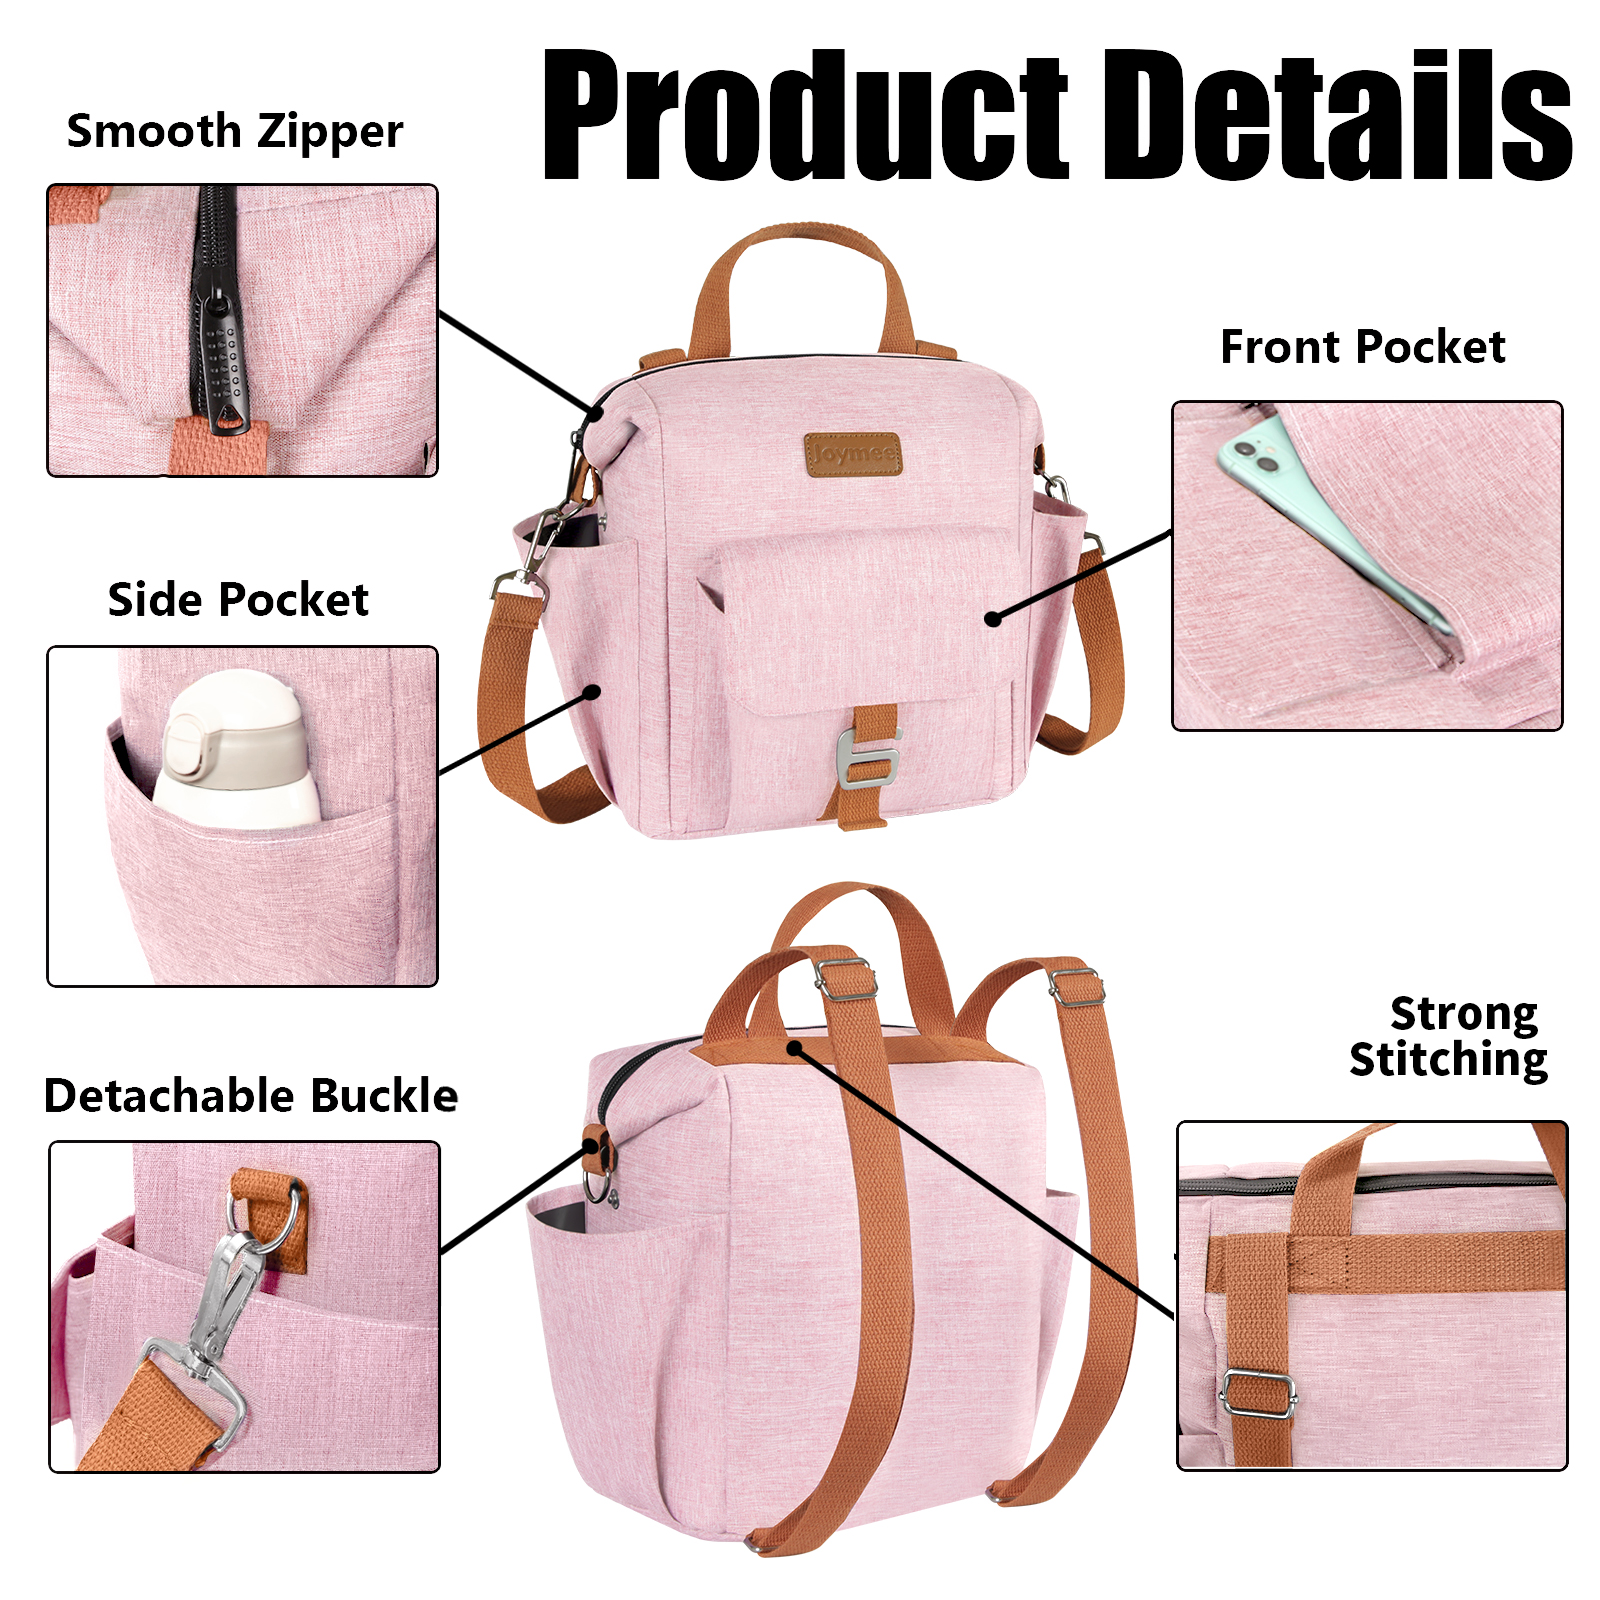 Product Details
Smooth Zipper
Front Pocket
Joymee
Side Pocket
Strong
Stitching
Detachable Buckle